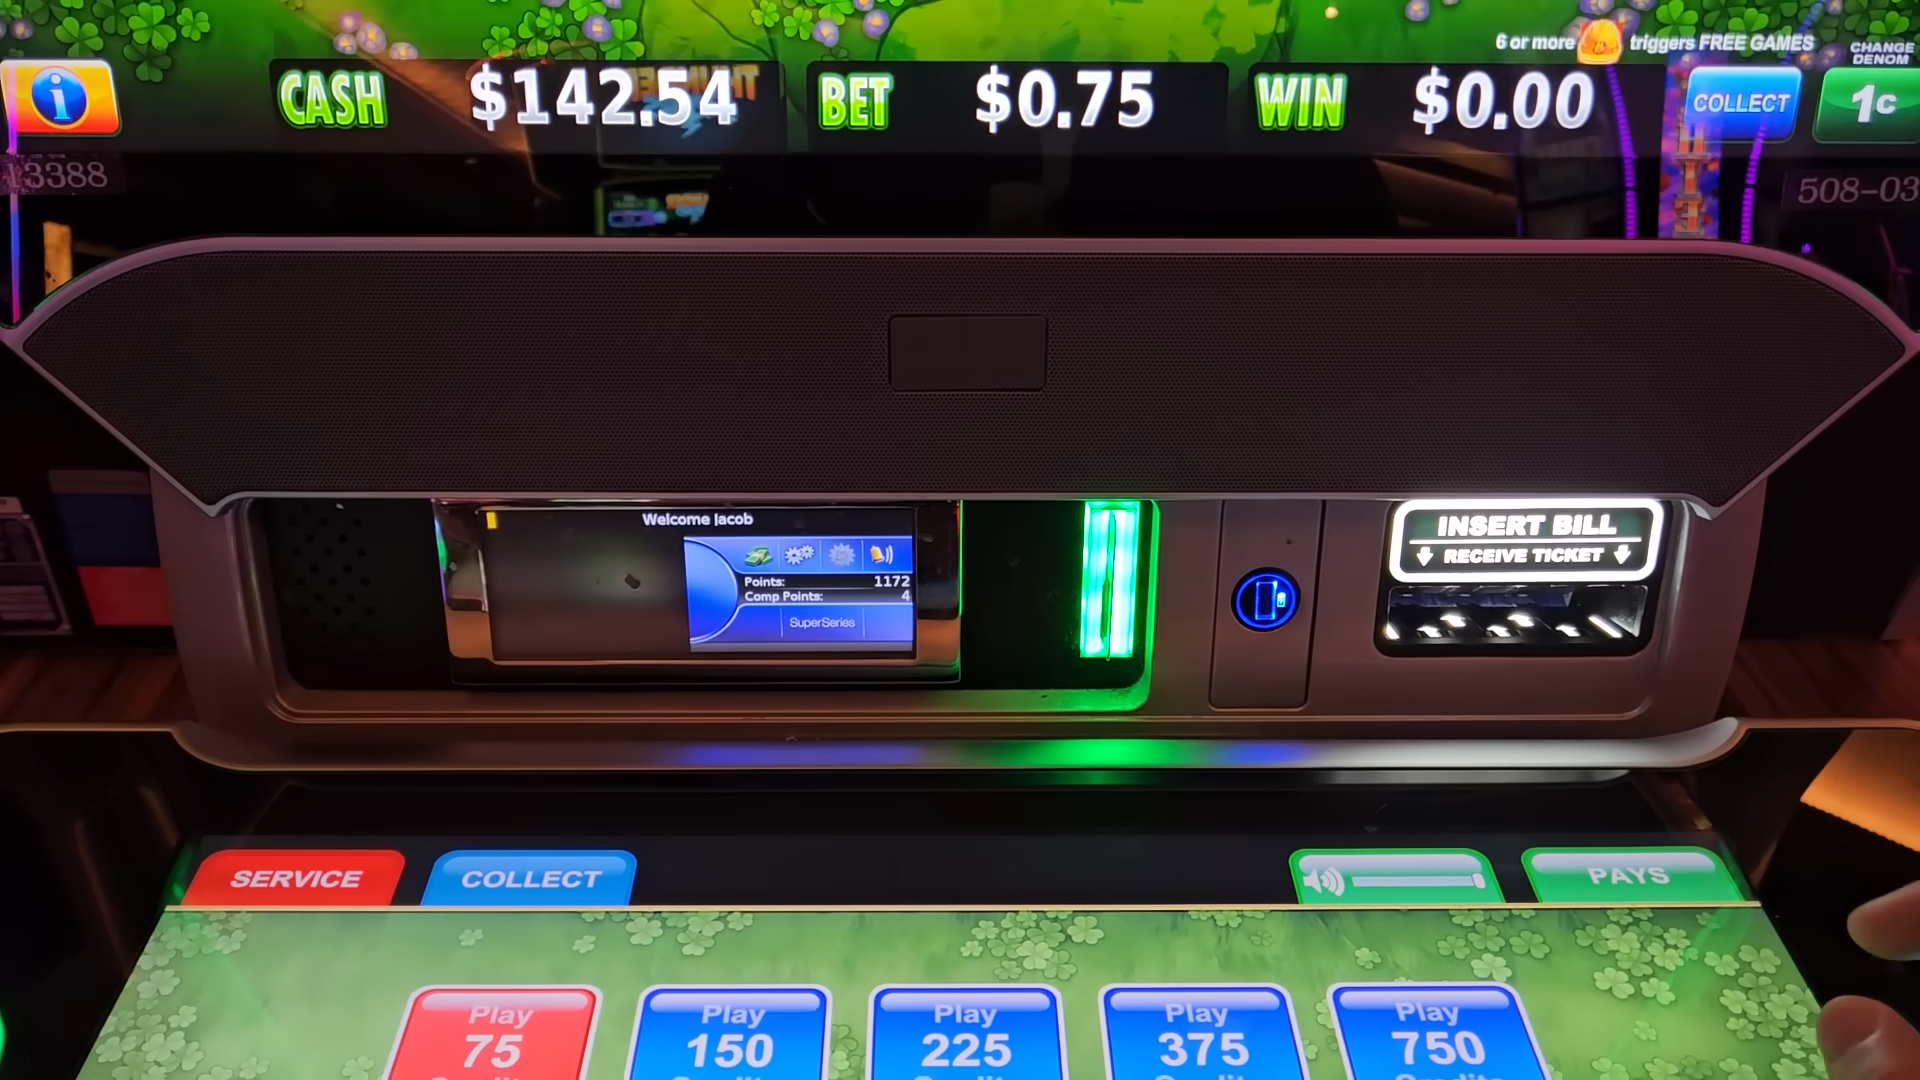 6 or more triggers FREE GAMES
CHANGE
DENOM
CASH $142.54 BET $0.75 WIN $0.00 COLLECT 1c
13388
508-03
Welcome Jacob
Points: 1172
Comp Points: 4
SuperSeries
INSERT BILL
RECEIVE TICKET
SERVICE COLLECT PAYS
Play Play Play Play Play
75 150 225 375 750
Credits